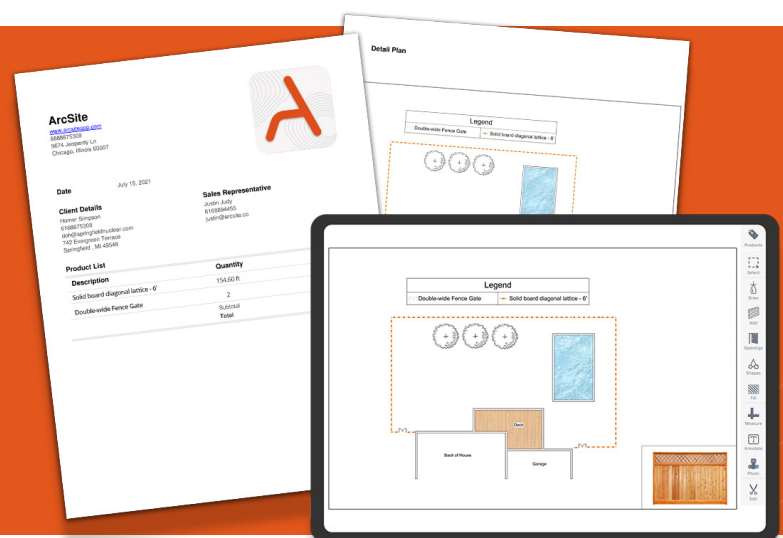 ArcSite
www.arcsiteapp.com
6688675309
9674 Jeopardy Ln
Chicago, Illinois 60007
Date July 15, 2021
Client Details
Homer Simpson
6168675309
doh@springfieldnuclear.com
742 Evergreen Terrace
Springfield , MI 48548
Sales Representative
Justin Judy
6168894455
justin@arcsite.co
Product List
Description Quantity
Solid board diagonal lattice - 6' 154.60 ft
Double-wide Fence Gate 2
Subtotal
Total
Detail Plan
Legend
Double-wide Fence Gate Solid board diagonal lattice - 6'
Legend
Double-wide Fence Gate Solid board diagonal lattice - 6'
Deck
Back of House
Garage
Products
Select
Draw
Wall
Openings
Shapes
Fill
Measure
Annotate
Photo
Edit